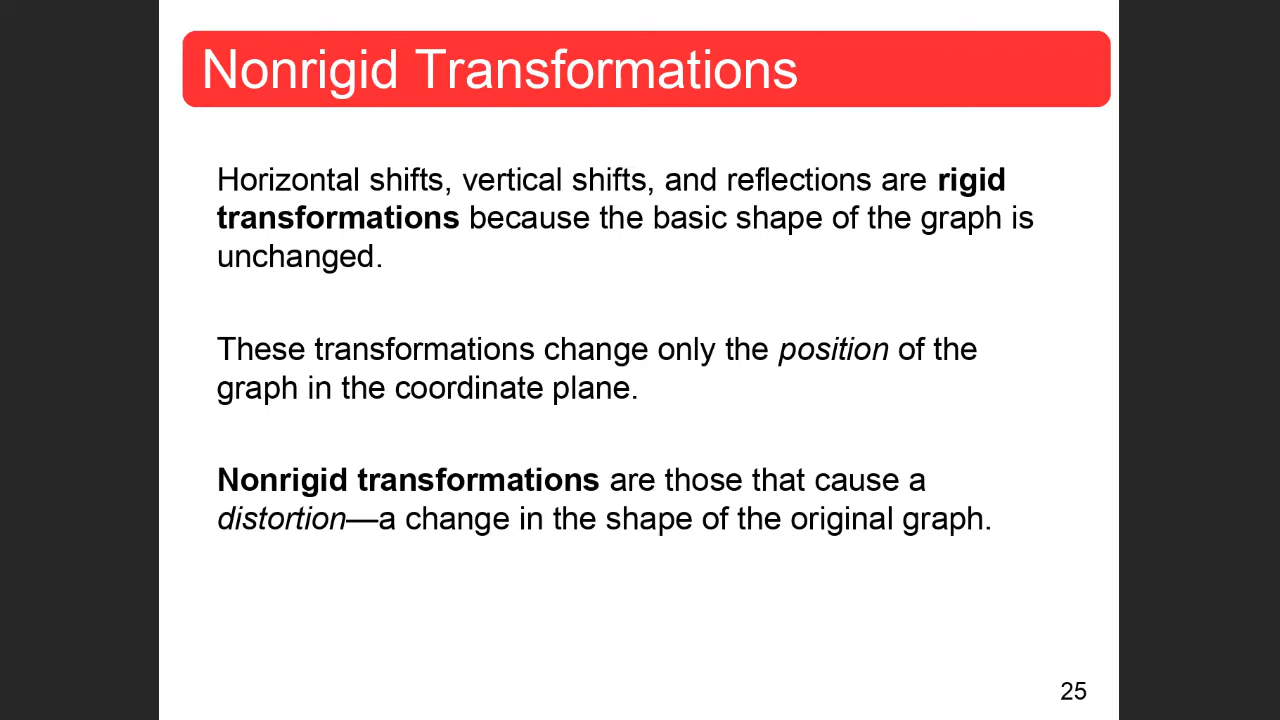 Nonrigid Transformations
Horizontal shifts, vertical shifts, and reflections are rigid
transformations because the basic shape of the graph is
unchanged.
These transformations change only the position of the
graph in the coordinate plane.
Nonrigid transformations are those that cause a
distortion—a change in the shape of the original graph.
25